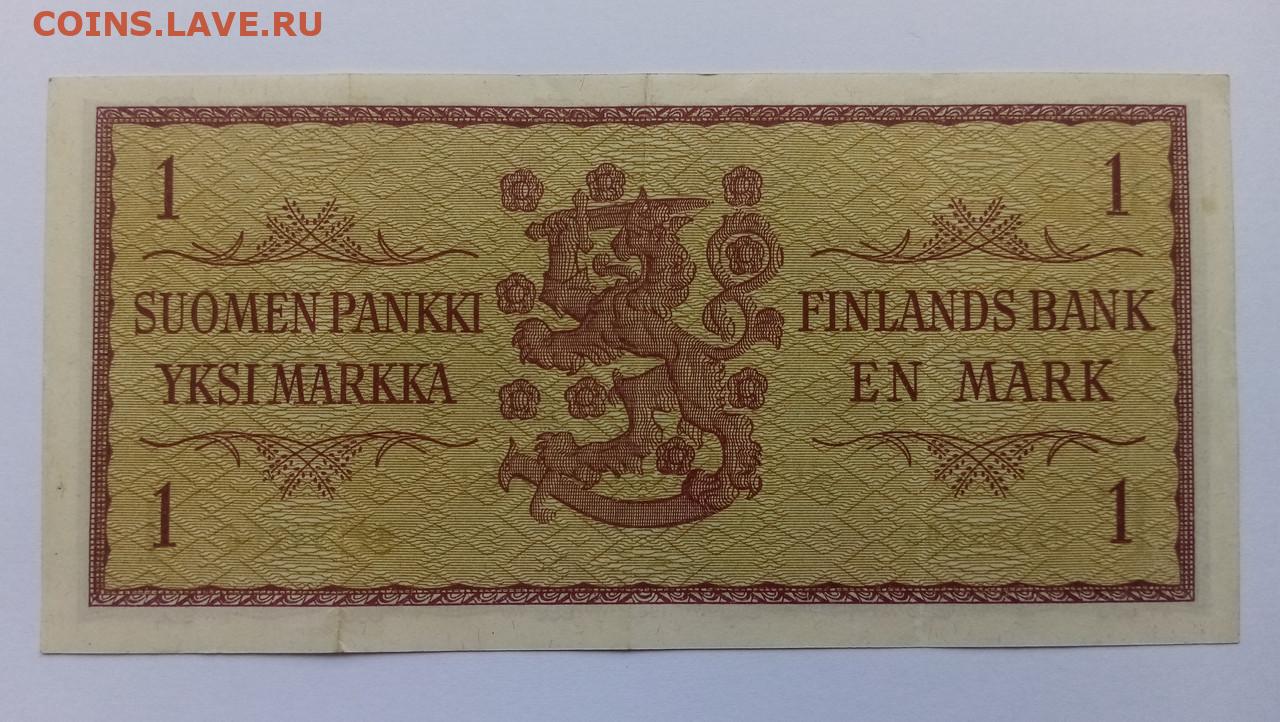 COINS.LAVE.RU
1
1
SUOMEN PANKKI
YKSI MARKKA
FINLANDS BANK
EN MARK
1
1